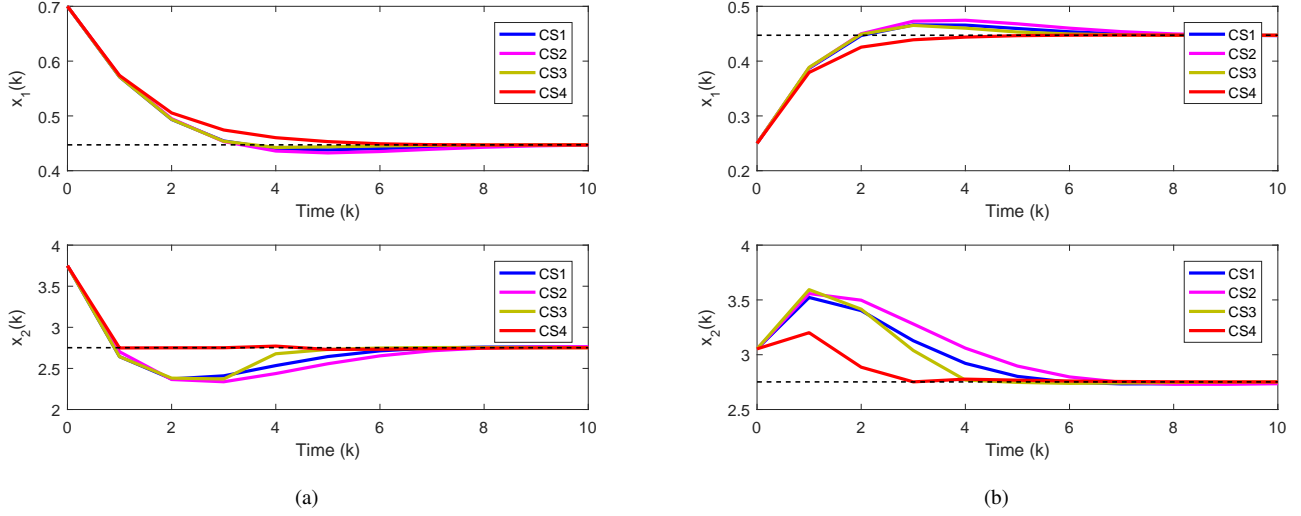 0.7
0.6
0.5
0.4
x₁(k)
CS1
CS2
CS3
CS4
0 2 4 6 8 10
Time (k)
4
3.5
3
2.5
2
x₂(k)
CS1
CS2
CS3
CS4
0 2 4 6 8 10
Time (k)
(a)
0.5
0.4
0.3
0.2
x₁(k)
CS1
CS2
CS3
CS4
0 2 4 6 8 10
Time (k)
4
3.5
3
2.5
x₂(k)
CS1
CS2
CS3
CS4
0 2 4 6 8 10
Time (k)
(b)